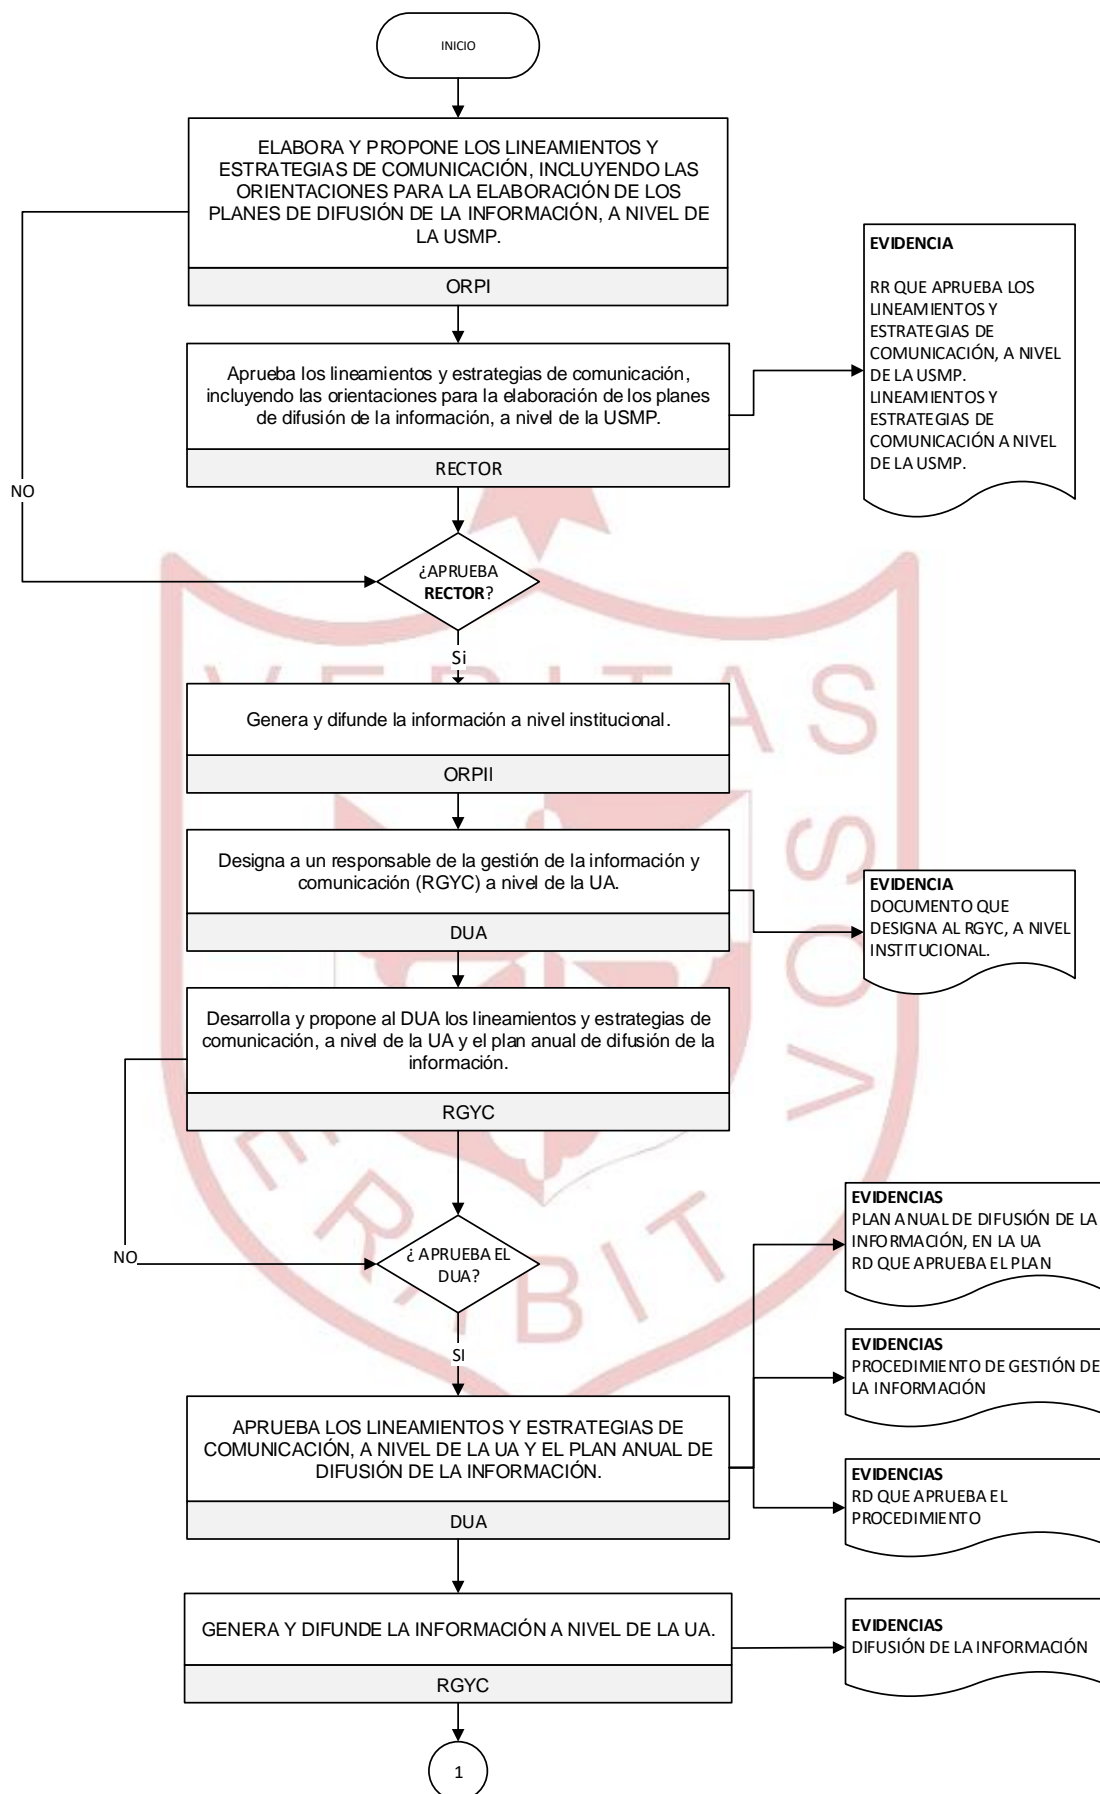 INICIO
ELABORA Y PROPONE LOS LINEAMIENTOS Y
ESTRATEGIAS DE COMUNICACIÓN, INCLUYENDO LAS
ORIENTACIONES PARA LA ELABORACIÓN DE LOS
PLANES DE DIFUSIÓN DE LA INFORMACIÓN, A NIVEL DE
LA USMP.
ORPI
EVIDENCIA
RR QUE APRUEBA LOS
LINEAMIENTOS Y
ESTRATEGIAS DE
COMUNICACIÓN, A NIVEL
DE LA USMP.
LINEAMIENTOS Y
ESTRATEGIAS DE
COMUNICACIÓN A NIVEL
DE LA USMP.
Aprueba los lineamientos y estrategias de comunicación,
incluyendo las orientaciones para la elaboración de los planes
de difusión de la información, a nivel de la USMP.
RECTOR
NO
¿APRUEBA
RECTOR?
Si
Genera y difunde la información a nivel institucional.
ORPII
Designa a un responsable de la gestión de la información y
comunicación (RGYC) a nivel de la UA.
DUA
EVIDENCIA
DOCUMENTO QUE
DESIGNA AL RGYC, A NIVEL
INSTITUCIONAL.
Desarrolla y propone al DUA los lineamientos y estrategias de
comunicación, a nivel de la UA y el plan anual de difusión de la
información.
RGYC
NO
¿ APRUEBA EL
DUA?
SI
EVIDENCIAS
PLAN ANUAL DE DIFUSIÓN DE LA
INFORMACIÓN, EN LA UA
RD QUE APRUEBA EL PLAN
EVIDENCIAS
PROCEDIMIENTO DE GESTIÓN DE
LA INFORMACIÓN
EVIDENCIAS
RD QUE APRUEBA EL
PROCEDIMIENTO
APRUEBA LOS LINEAMIENTOS Y ESTRATEGIAS DE
COMUNICACIÓN, A NIVEL DE LA UA Y EL PLAN ANUAL DE
DIFUSIÓN DE LA INFORMACIÓN.
DUA
GENERA Y DIFUNDE LA INFORMACIÓN A NIVEL DE LA UA.
RGYC
EVIDENCIAS
DIFUSIÓN DE LA INFORMACIÓN
1
VERITAS
VOS